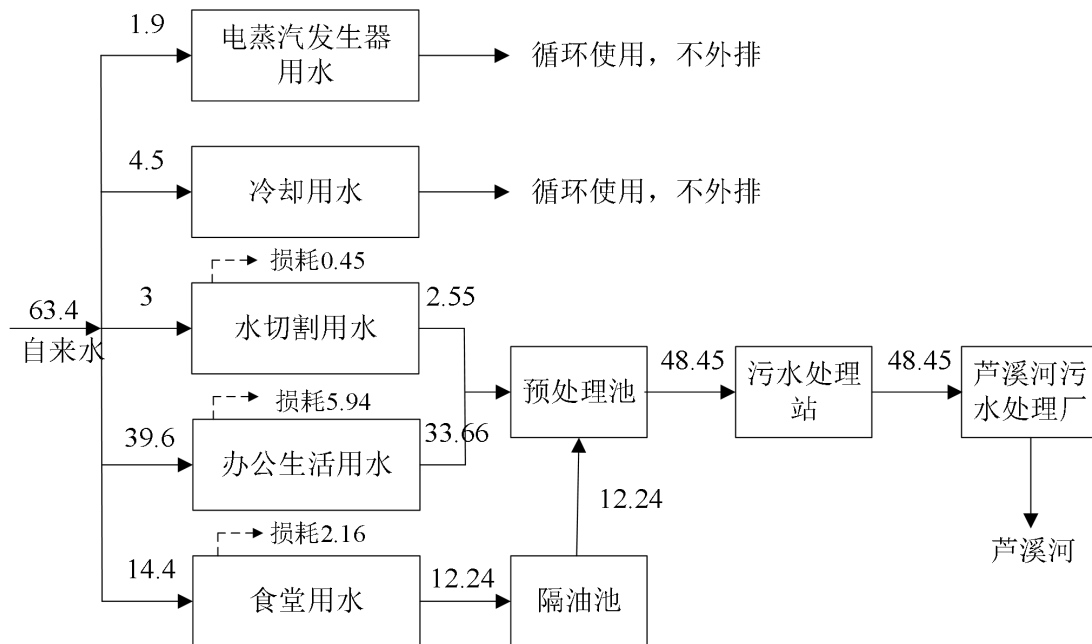 1.9
电蒸汽发生器
用水
循环使用，不外排
4.5
冷却用水
循环使用，不外排
损耗0.45
63.4
自来水
3
水切割用水
2.55
48.45
48.45
预处理池
污水处理
站
芦溪河污
水处理厂
损耗5.94
39.6
办公生活用水
33.66
12.24
芦溪河
损耗2.16
14.4
食堂用水
12.24
隔油池